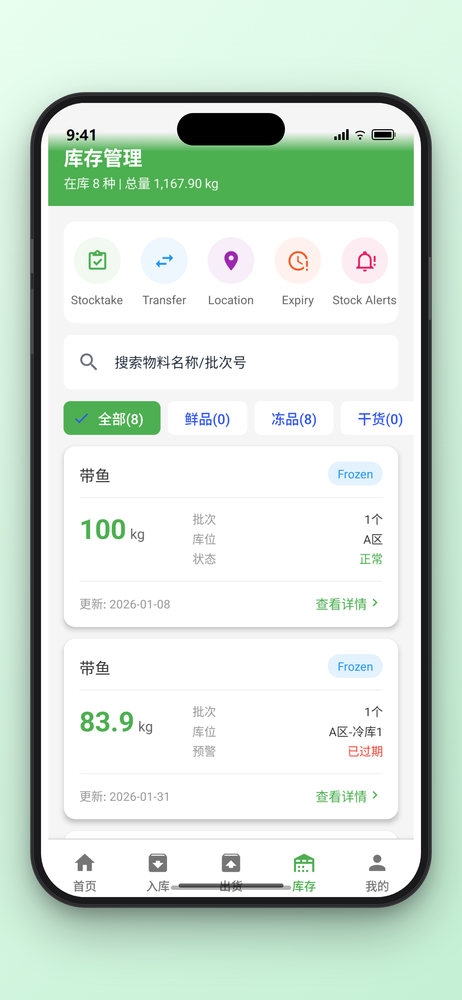 9:41
库存管理
在库 8 种 | 总量 1,167.90 kg
Stocktake Transfer Location Expiry Stock Alerts
搜索物料名称/批次号
全部(8) 鲜品(0) 冻品(8) 干货(0)
带鱼 Frozen
100 kg
批次 1个
库位 A区
状态 正常
更新: 2026-01-08 查看详情
带鱼 Frozen
83.9 kg
批次 1个
库位 A区-冷库1
预警 已过期
更新: 2026-01-31 查看详情
首页 入库 出货 库存 我的